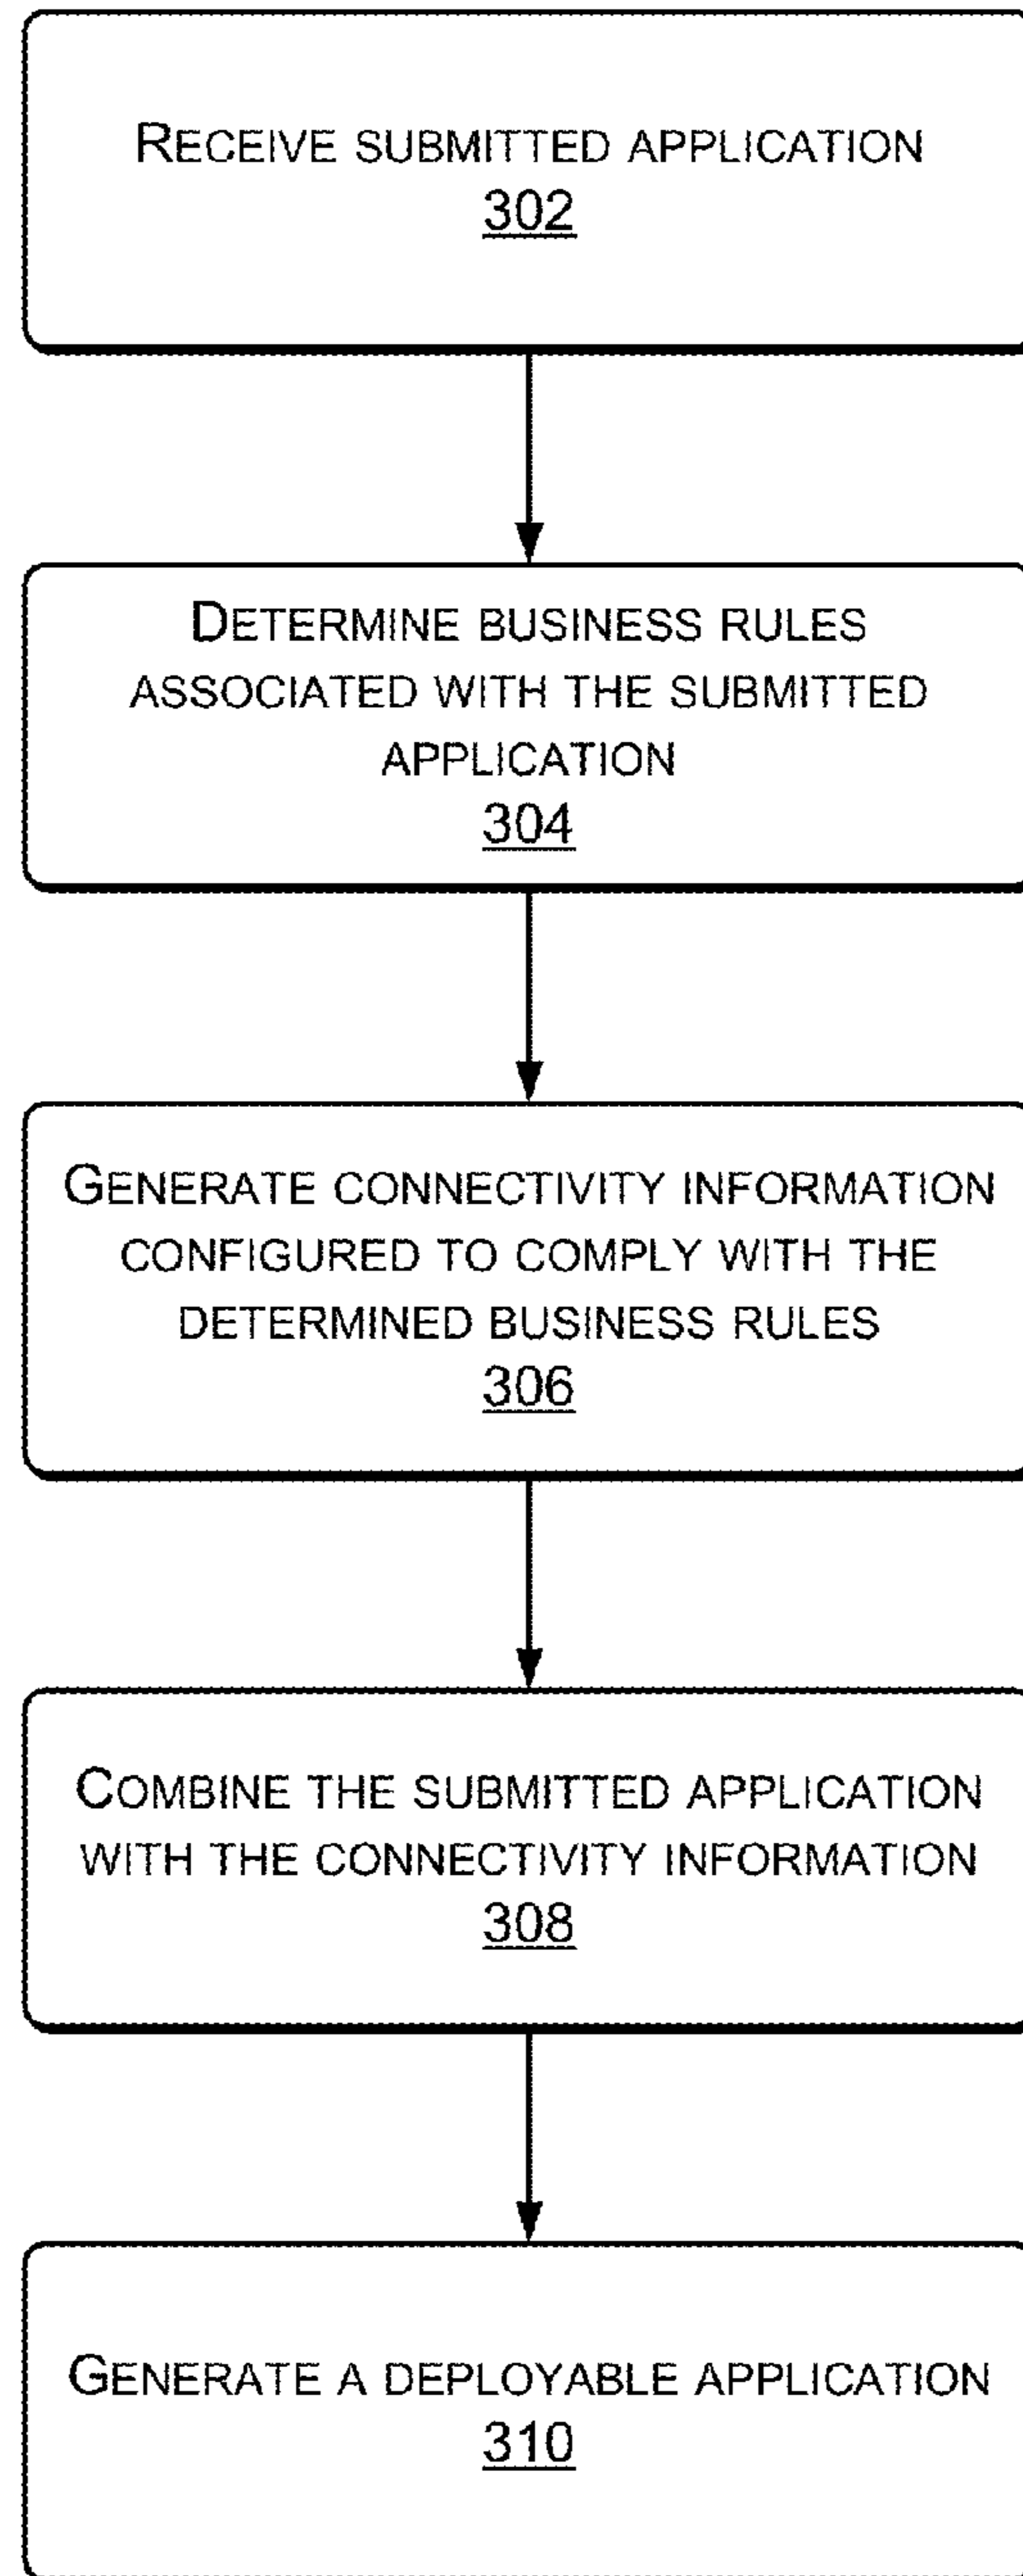 RECEIVE SUBMITTED APPLICATION
302
DETERMINE BUSINESS RULES
ASSOCIATED WITH THE SUBMITTED
APPLICATION
304
GENERATE CONNECTIVITY INFORMATION
CONFIGURED TO COMPLY WITH THE
DETERMINED BUSINESS RULES
306
COMBINE THE SUBMITTED APPLICATION
WITH THE CONNECTIVITY INFORMATION
308
GENERATE A DEPLOYABLE APPLICATION
310